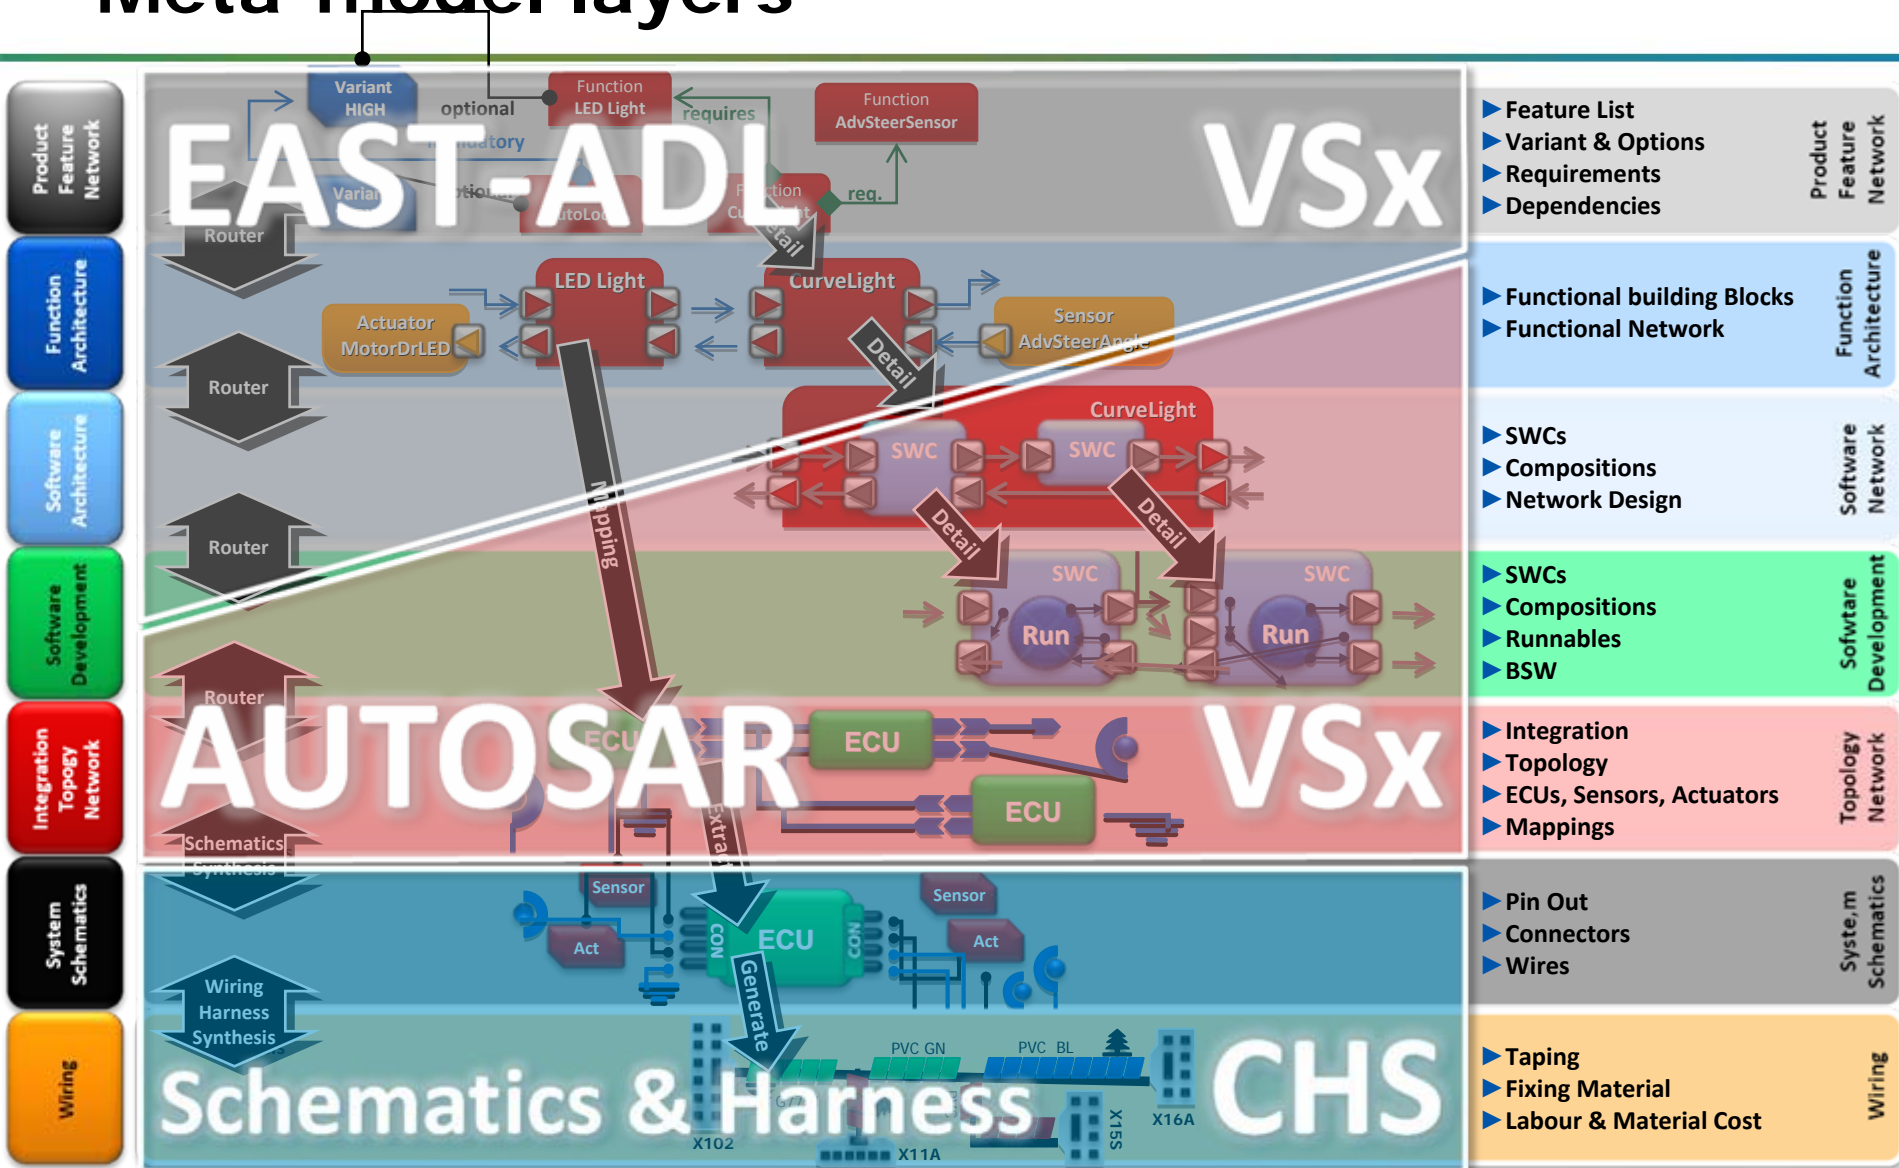 Meta-model layers
Product
Feature
Network
Variant
HIGH
optional
Function
LED Light
requires
Function
AdvSteerSensor
EAST-ADL
VSx
req.
Router
Detail
Feature List
Variant & Options
Requirements
Dependencies
Product
Feature
Network
Function
Architecture
LED Light
CurveLight
Actuator
MotorDrLED
Sensor
AdvSteerAngle
Router
Detail
Functional building Blocks
Functional Network
Function
Architecture
Software
Architecture
CurveLight
SWC
SWC
Router
Mapping
Detail
Detail
SWCs
Compositions
Network Design
Software
Network
Software
Development
SWC
Run
SWC
Run
Router
SWCs
Compositions
Runnables
BSW
Sofwtare
Development
Integration
Topogy
Network
AUTOSAR
VSx
ECU
ECU
ECU
Schematics
Synthesis
Extract
Integration
Topology
ECUs, Sensors, Actuators
Mappings
Topology
Network
System
Schematics
Sensor
Act
CON
ECU
CON
Sensor
Act
Generate
Pin Out
Connectors
Wires
Syste,m
Schematics
Wiring
Harness
Synthesis
Wiring
PVC GN
PVC BL
Schematics & Harness
CHS
X102
X11A
X15S
X16A
Taping
Fixing Material
Labour & Material Cost
Wiring